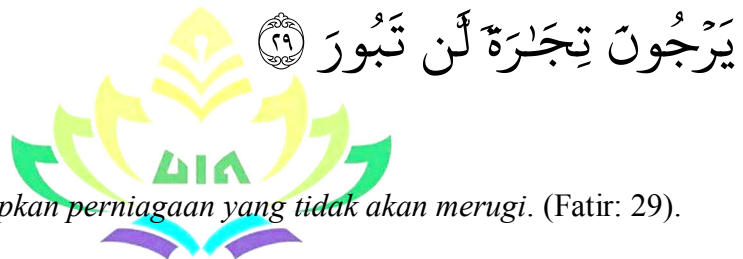 يَرْجُونَ تِجَٰرَةً لَّن تَبُورَ ٢٩
UIN
pkan perniagaan yang tidak akan merugi. (Fatir: 29).